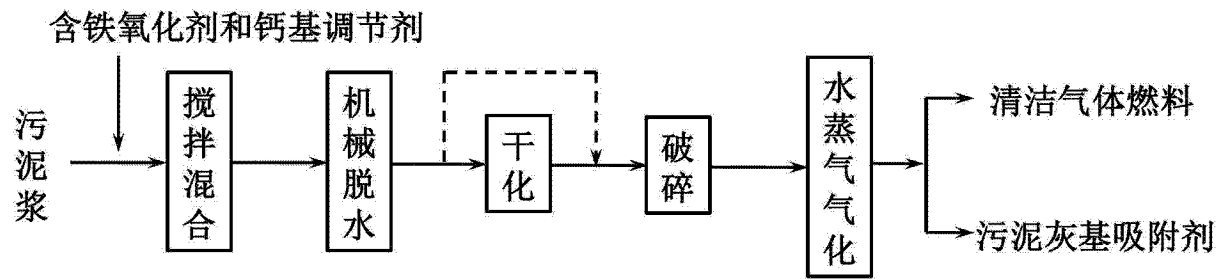 含铁氧化剂和钙基调节剂
污泥浆
搅拌混合
机械脱水
干化
破碎
水蒸气气化
清洁气体燃料
污泥灰基吸附剂